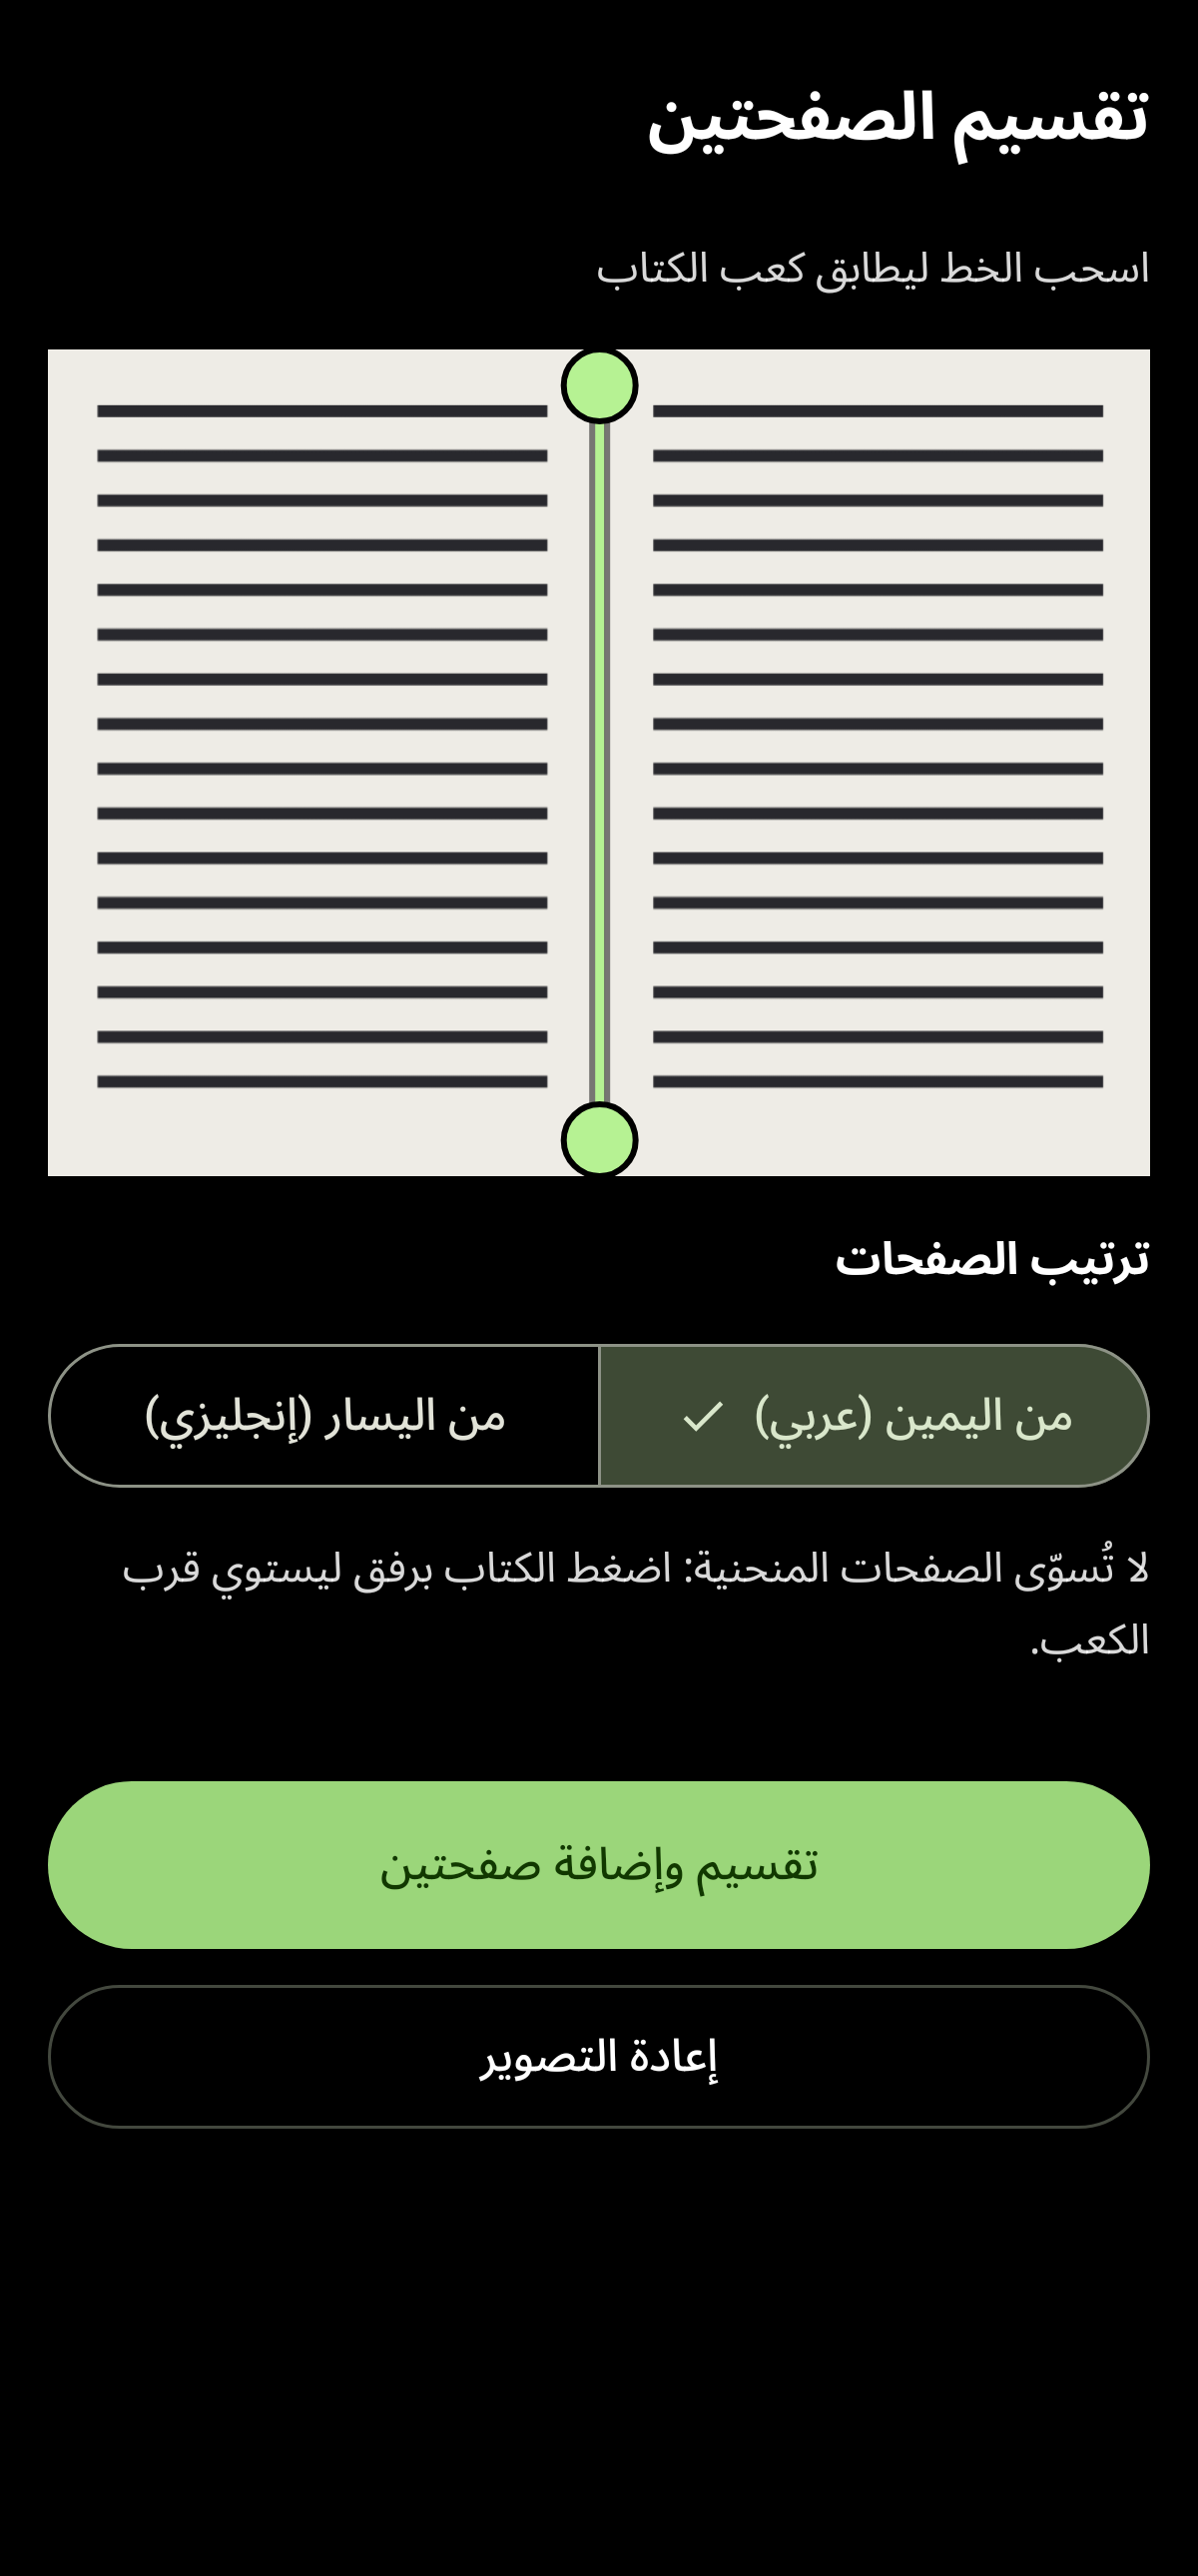 تقسيم الصفحتين
اسحب الخط ليطابق كعب الكتاب
ترتيب الصفحات
من اليمين (عربي)
من اليسار (إنجليزي)
لا تُسوّى الصفحات المنحنية: اضغط الكتاب برفق ليستوي قرب
الكعب.
تقسيم وإضافة صفحتين
إعادة التصوير